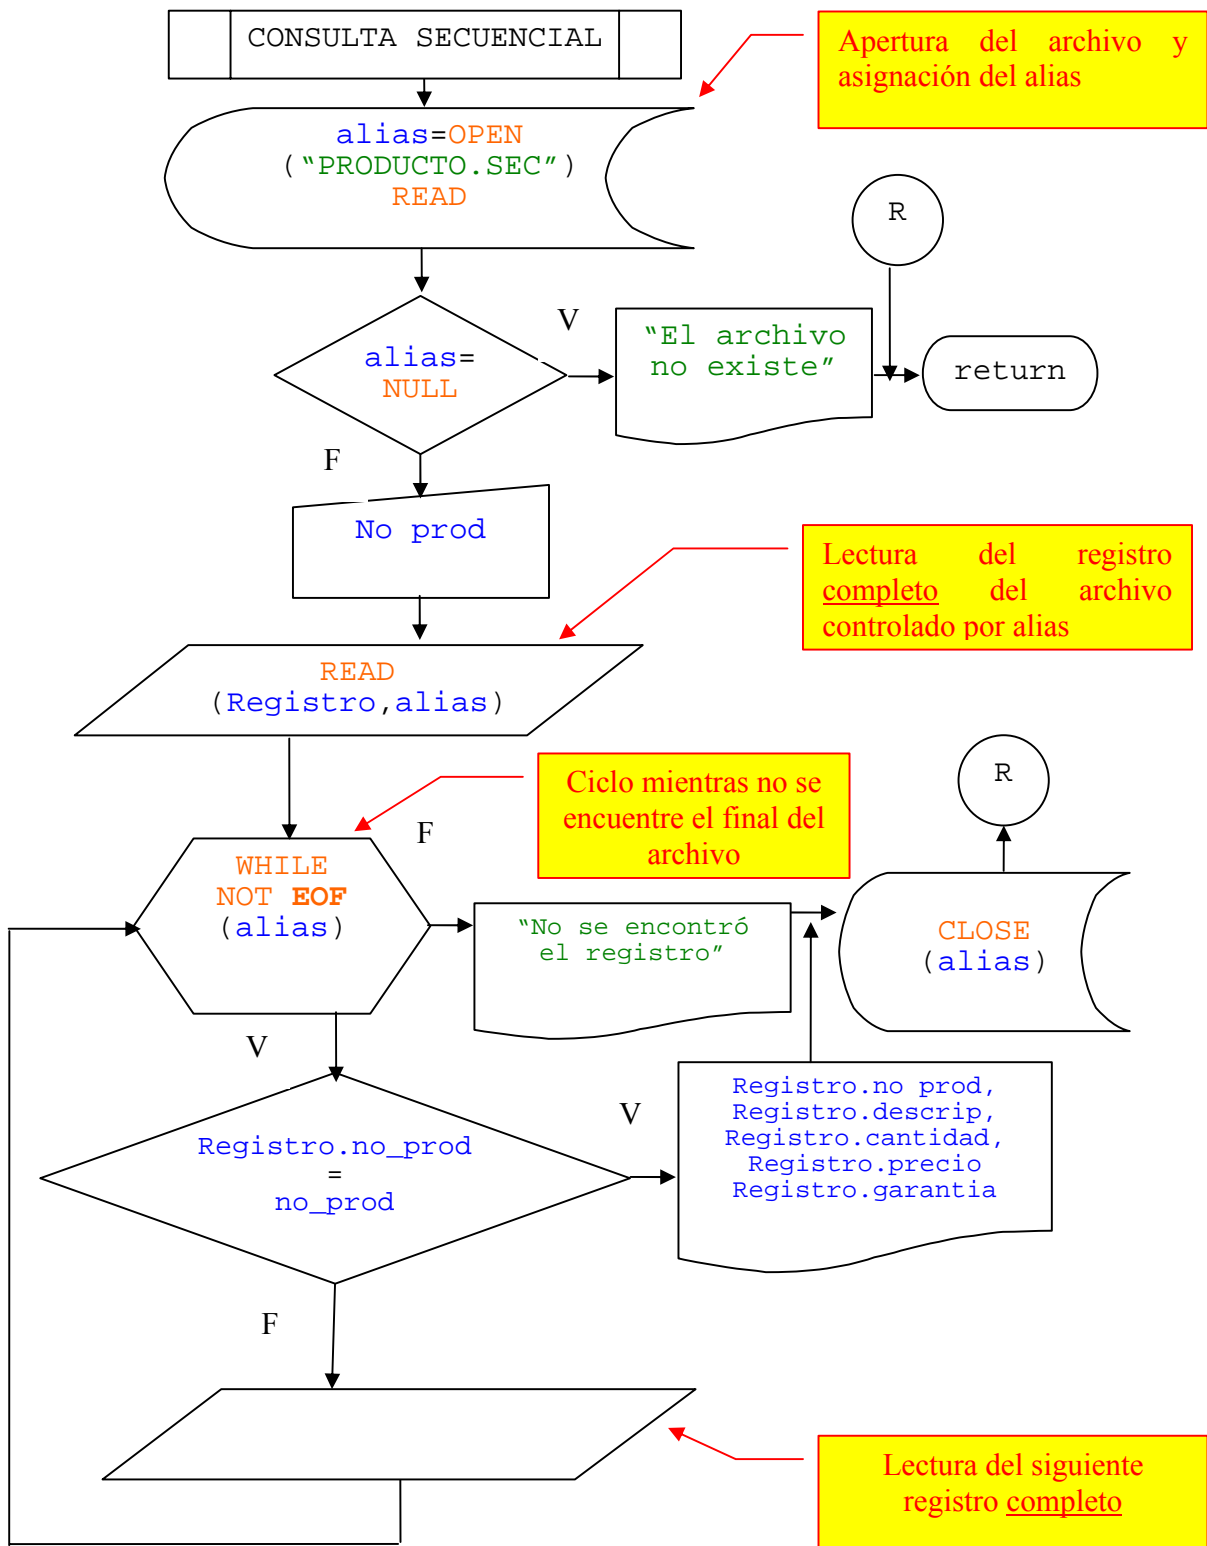 CONSULTA SECUENCIAL
Apertura del archivo y
asignación del alias
alias=OPEN
("PRODUCTO.SEC")
READ
R
V
alias=
NULL
"El archivo
no existe"
return
F
No prod
Lectura del registro
completo del archivo
controlado por alias
READ
(Registro,alias)
Ciclo mientras no se
encuentre el final del
archivo
R
F
WHILE
NOT EOF
(alias)
"No se encontró
el registro"
CLOSE
(alias)
V
V
Registro.no_prod
=
no_prod
Registro.no prod,
Registro.descrip,
Registro.cantidad,
Registro.precio
Registro.garantia
F
Lectura del siguiente
registro completo